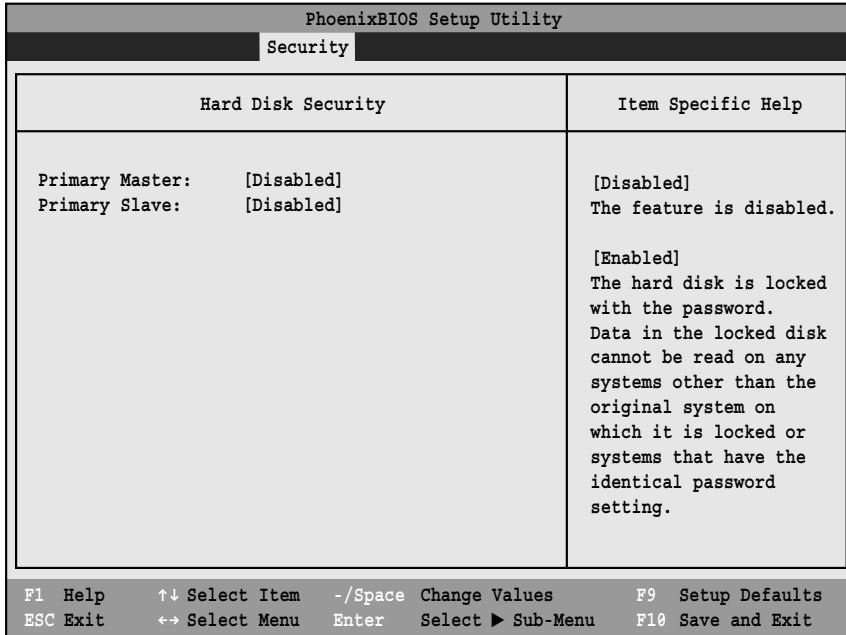 PhoenixBIOS Setup Utility
Security
Hard Disk Security
Item Specific Help
Primary Master: [Disabled]
Primary Slave: [Disabled]
[Disabled]
The feature is disabled.
[Enabled]
The hard disk is locked
with the password.
Data in the locked disk
cannot be read on any
systems other than the
original system on
which it is locked or
systems that have the
identical password
setting.
F1 Help ↑↓ Select Item -/Space Change Values F9 Setup Defaults
ESC Exit ←→ Select Menu Enter Select ▶ Sub-Menu F10 Save and Exit